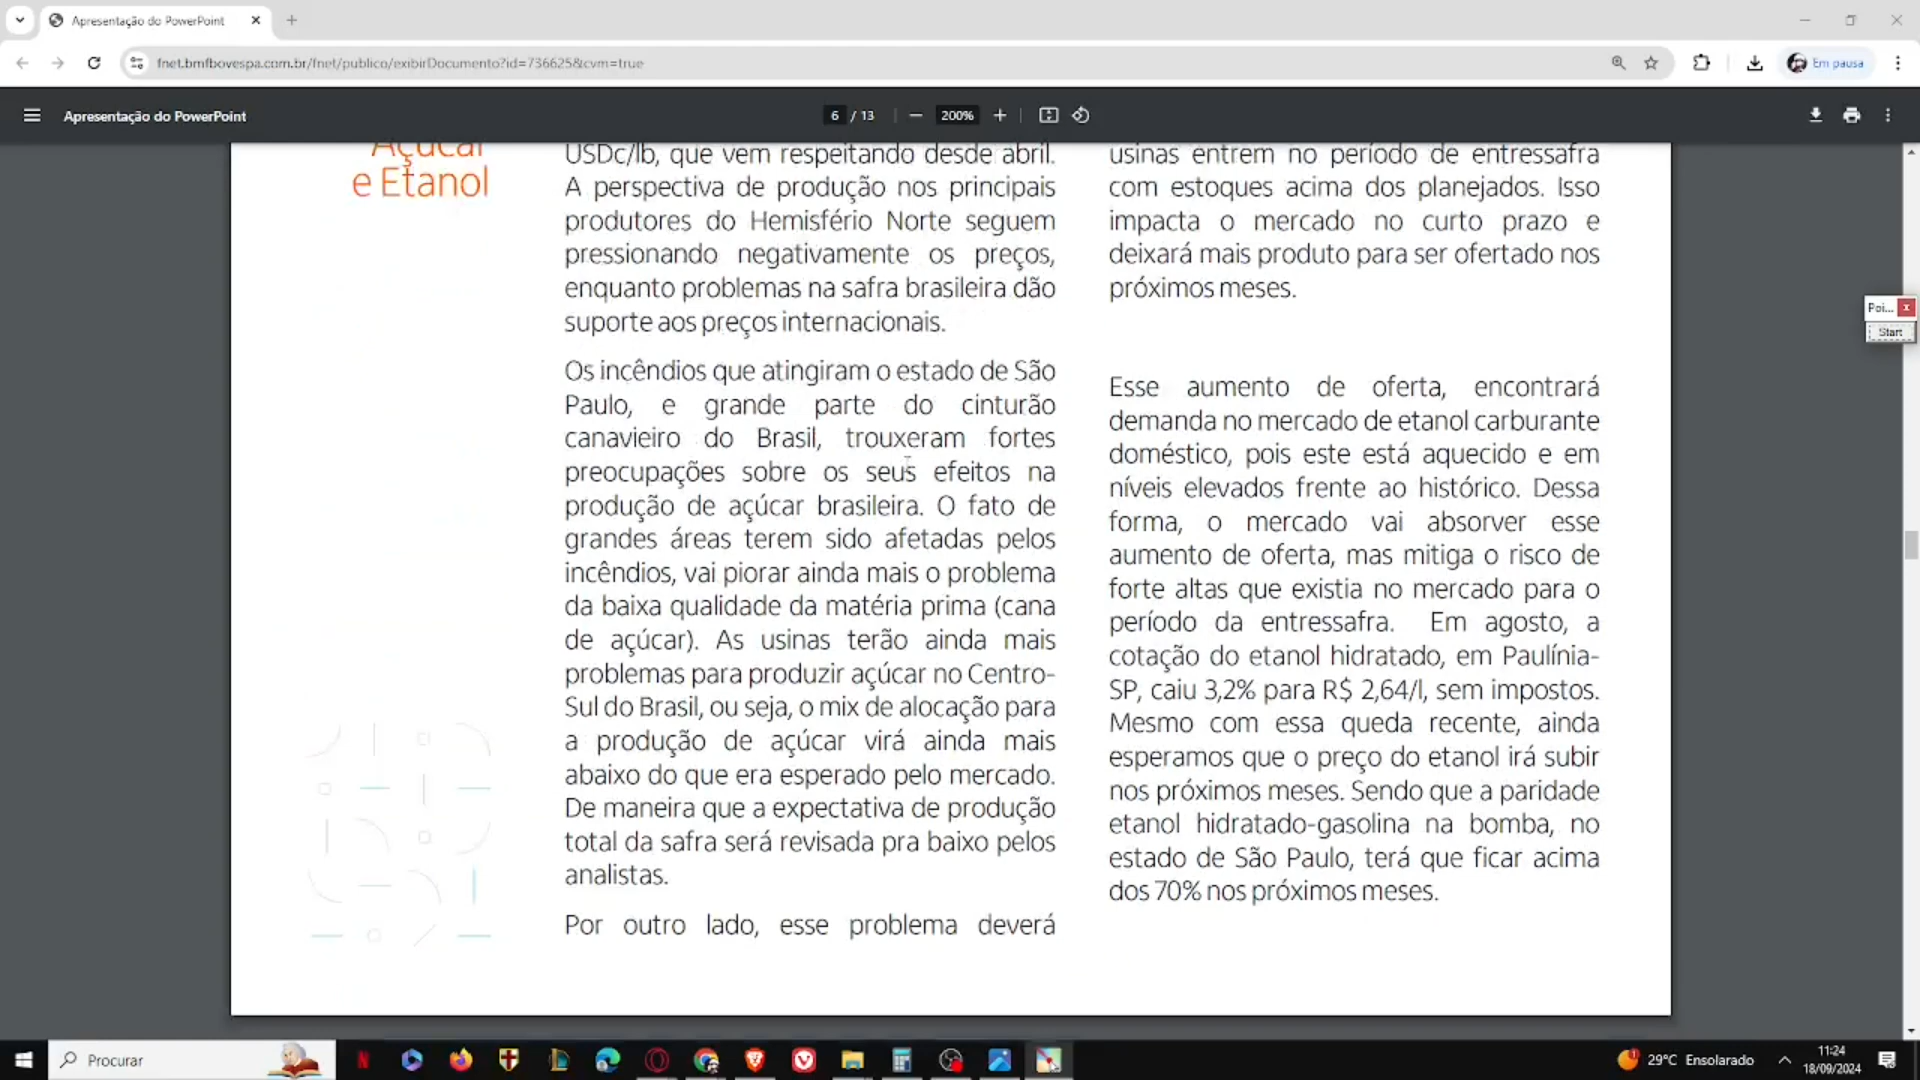 Apresentação do PowerPoint
fnet.bmfbovespa.com.br/fnet/publico/exibirDocumento?id=736625&cvm=true
Em pausa
Apresentação do PowerPoint
6 / 13
200%
Açúcar
e Etanol
USDc/lb, que vem respeitando desde abril.
A perspectiva de produção nos principais
produtores do Hemisfério Norte seguem
pressionando negativamente os preços,
enquanto problemas na safra brasileira dão
suporte aos preços internacionais.
Os incêndios que atingiram o estado de São
Paulo, e grande parte do cinturão
canavieiro do Brasil, trouxeram fortes
preocupações sobre os seus efeitos na
produção de açúcar brasileira. O fato de
grandes áreas terem sido afetadas pelos
incêndios, vai piorar ainda mais o problema
da baixa qualidade da matéria prima (cana
de açúcar). As usinas terão ainda mais
problemas para produzir açúcar no Centro-
Sul do Brasil, ou seja, o mix de alocação para
a produção de açúcar virá ainda mais
abaixo do que era esperado pelo mercado.
De maneira que a expectativa de produção
total da safra será revisada pra baixo pelos
analistas.
Por outro lado, esse problema deverá
usinas entrem no período de entressafra
com estoques acima dos planejados. Isso
impacta o mercado no curto prazo e
deixará mais produto para ser ofertado nos
próximos meses.
Esse aumento de oferta, encontrará
demanda no mercado de etanol carburante
doméstico, pois este está aquecido e em
níveis elevados frente ao histórico. Dessa
forma, o mercado vai absorver esse
aumento de oferta, mas mitiga o risco de
forte altas que existia no mercado para o
período da entressafra. Em agosto, a
cotação do etanol hidratado, em Paulínia-
SP, caiu 3,2% para R$ 2,64/l, sem impostos.
Mesmo com essa queda recente, ainda
esperamos que o preço do etanol irá subir
nos próximos meses. Sendo que a paridade
etanol hidratado-gasolina na bomba, no
estado de São Paulo, terá que ficar acima
dos 70% nos próximos meses.
Poi...
Start
Procurar
29°C Ensolarado
11:24
18/09/2024